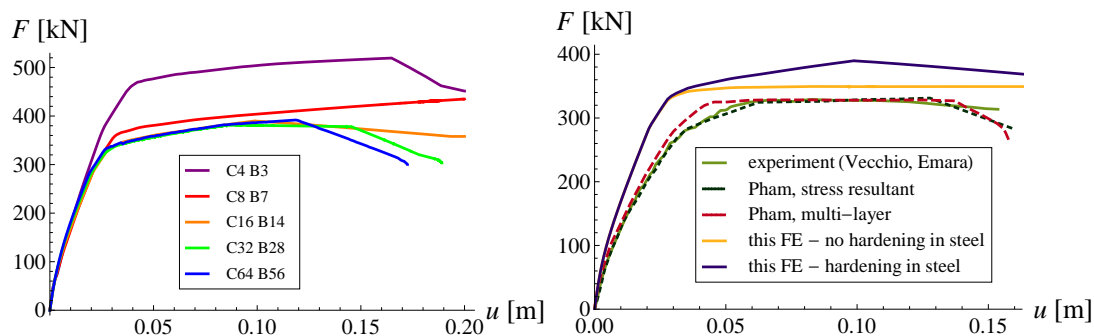 F [kN]
500
400
300
200
100
0
0.05
0.10
0.15
0.20
u [m]
C4 B3
C8 B7
C16 B14
C32 B28
C64 B56
F [kN]
400
300
200
100
0
0.00
0.05
0.10
0.15
u [m]
experiment (Vecchio, Emara)
Pham, stress resultant
Pham, multi−layer
this FE − no hardening in steel
this FE − hardening in steel